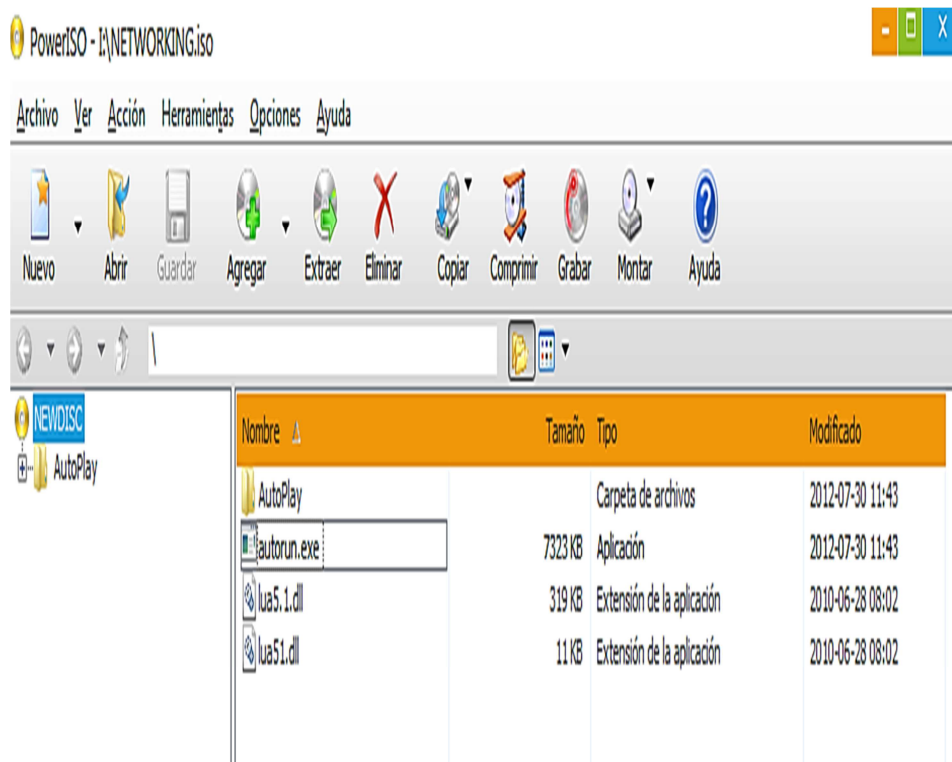 PowerISO - I:\NETWORKING.iso
Archivo Ver Acción Herramientas Opciones Ayuda
Nuevo Abrir Guardar Agregar Extraer Eliminar Copiar Comprimir Grabar Montar Ayuda
\
NEWDISC
AutoPlay
Nombre Tamaño Tipo Modificado
AutoPlay Carpeta de archivos 2012-07-30 11:43
autorun.exe 7323 KB Aplicación 2012-07-30 11:43
lua5.1.dll 319 KB Extensión de la aplicación 2010-06-28 08:02
lua51.dll 11 KB Extensión de la aplicación 2010-06-28 08:02